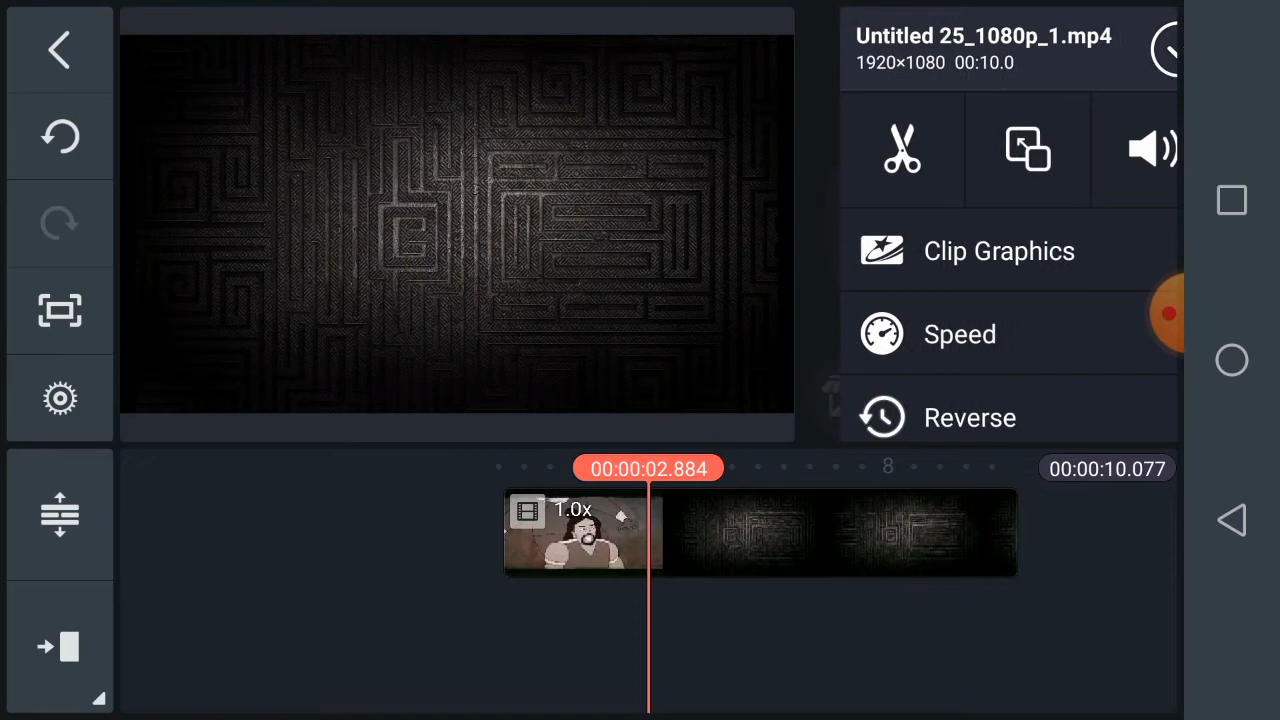 Untitled 25_1080p_1.mp4
1920×1080 00:10.0
Clip Graphics
Speed
Reverse
00:00:02.884
8
00:00:10.077
1.0x